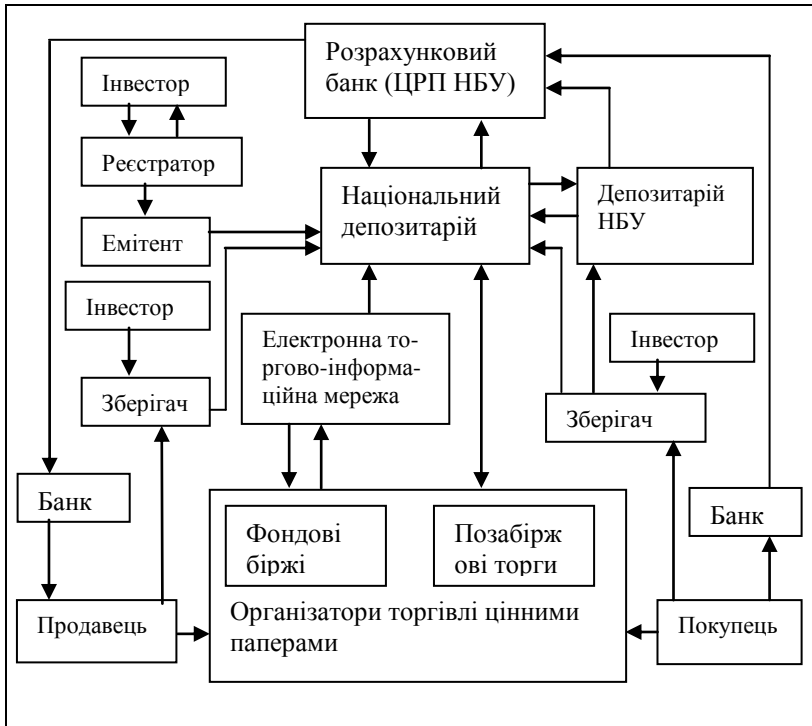 Розрахунковий
банк (ЦРП НБУ)
Інвестор
Реєстратор
Емітент
Національний
депозитарій
Депозитарій
НБУ
Інвестор
Зберігач
Електронна то-
ргово-інформа-
ційна мережа
Інвестор
Зберігач
Банк
Фондові
біржі
Позабірж
ові торги
Банк
Продавець
Організатори торгівлі цінними
паперами
Покупець